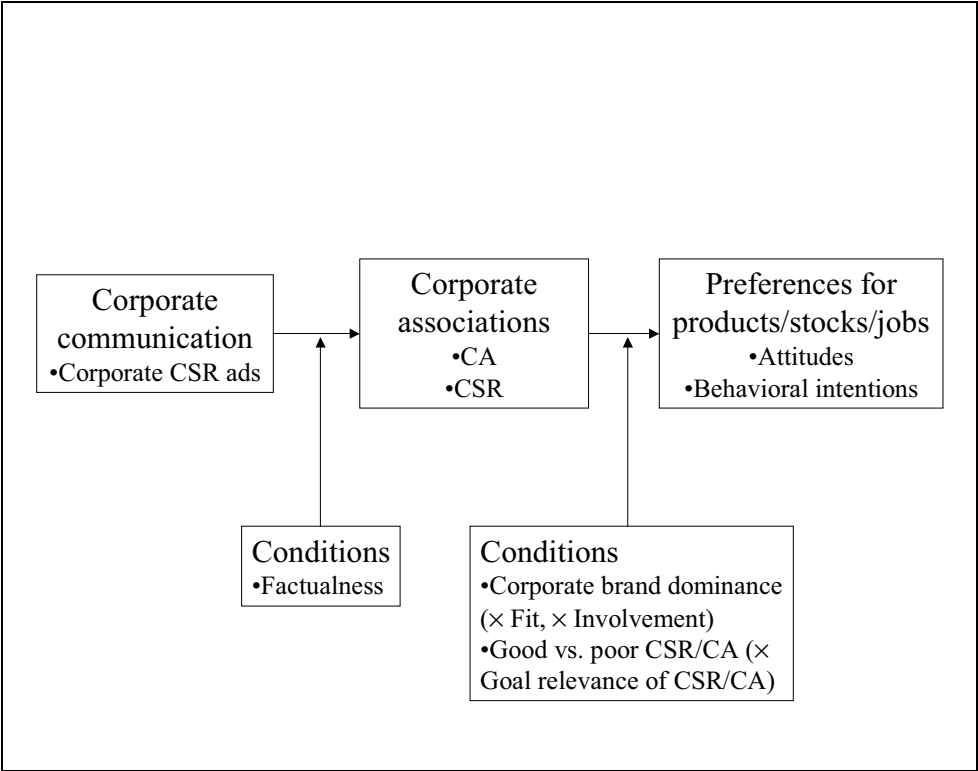 Corporate
communication
•Corporate CSR ads
Corporate
associations
•CA
•CSR
Preferences for
products/stocks/jobs
•Attitudes
•Behavioral intentions
Conditions
•Factualness
Conditions
•Corporate brand dominance
(× Fit, × Involvement)
•Good vs. poor CSR/CA (×
Goal relevance of CSR/CA)